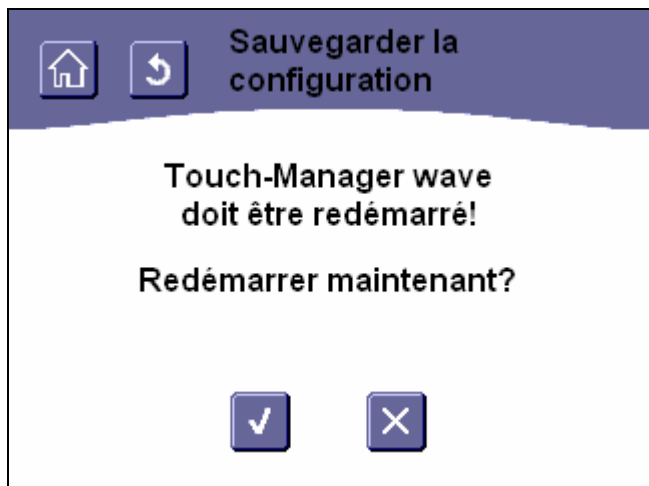 Sauvegarder la
configuration
Touch-Manager wave
doit être redémarré!
Redémarrer maintenant?